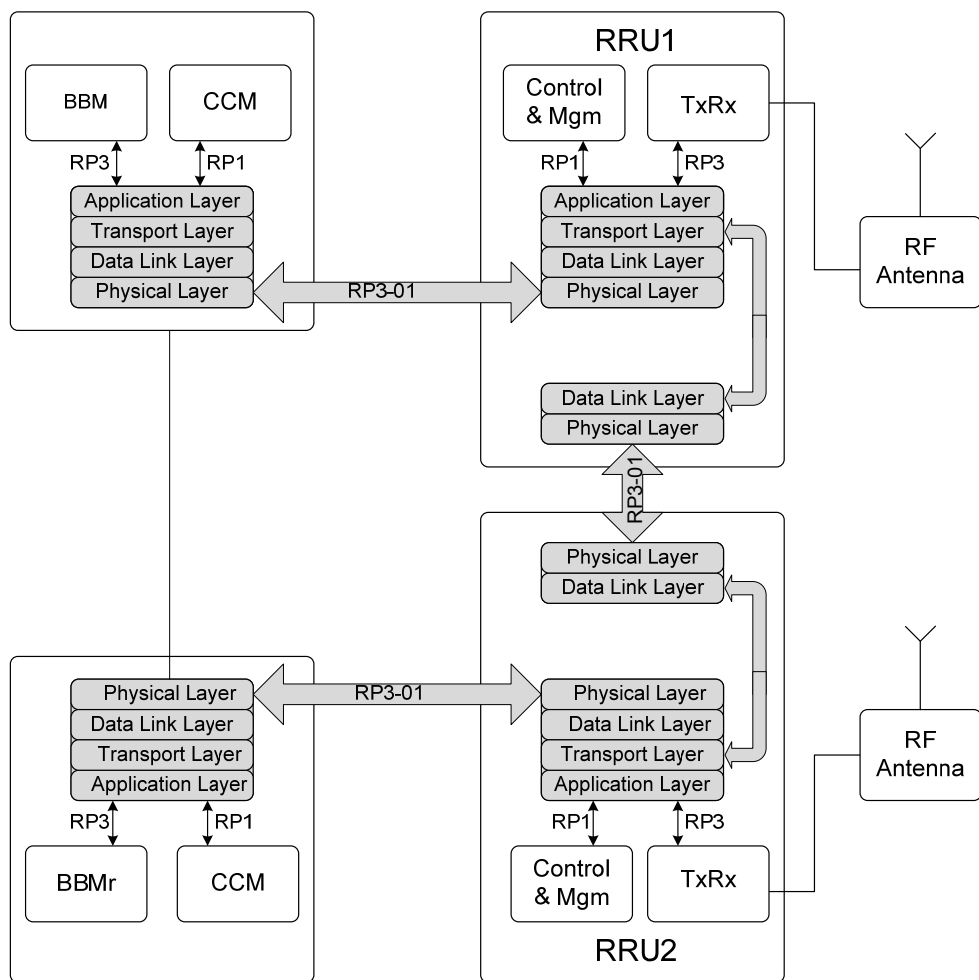 RRU1
BBM
CCM
Control
& Mgm
TxRx
RP3
RP1
RP1
RP3
Application Layer
Transport Layer
Data Link Layer
Physical Layer
RP3-01
Application Layer
Transport Layer
Data Link Layer
Physical Layer
RF
Antenna
Data Link Layer
Physical Layer
RP3-01
Physical Layer
Data Link Layer
Physical Layer
Data Link Layer
Transport Layer
Application Layer
RP3-01
Physical Layer
Data Link Layer
Transport Layer
Application Layer
RF
Antenna
RP3
RP1
RP1
RP3
BBMr
CCM
Control
& Mgm
TxRx
RRU2